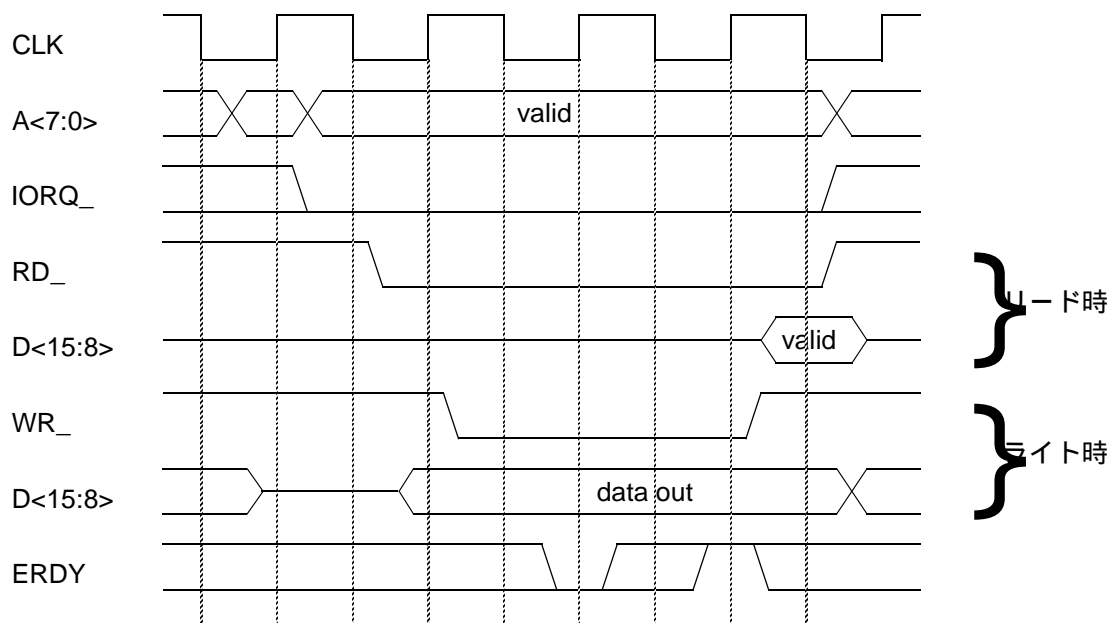 CLK
A<7:0>
valid
IORQ_
RD_
リード時
D<15:8>
valid
WR_
ライト時
D<15:8>
data out
ERDY